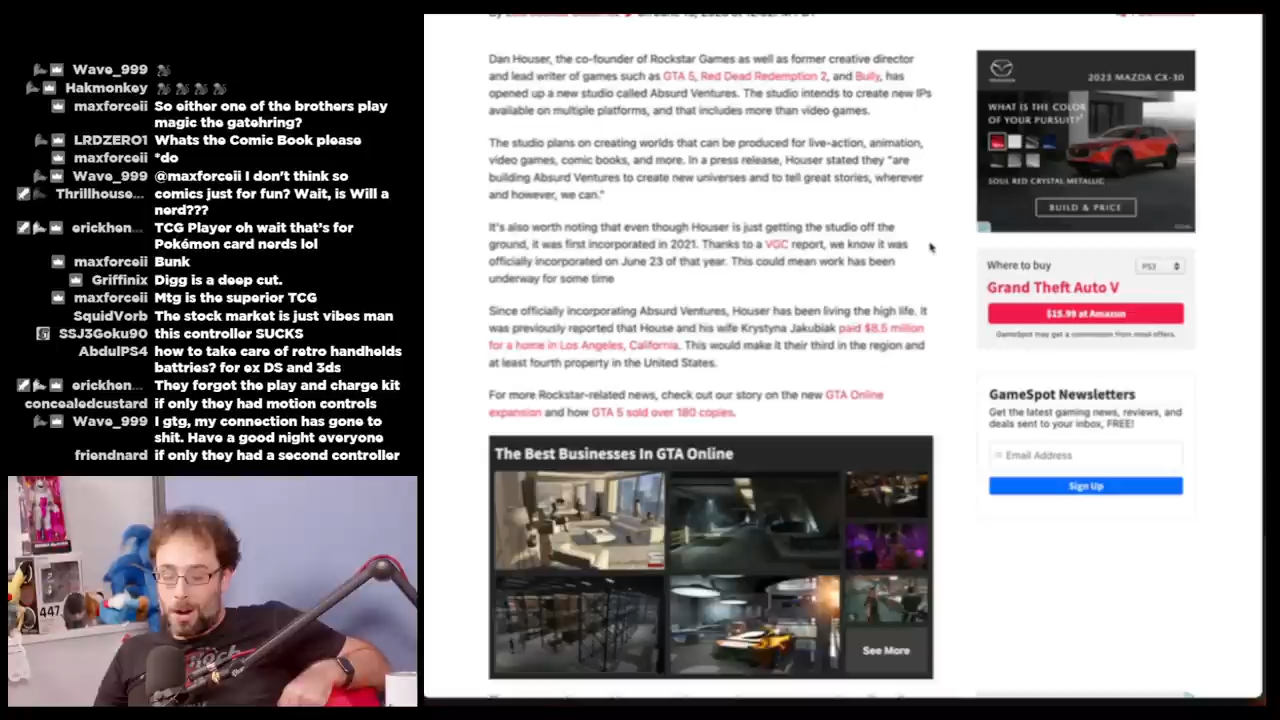 Wave_999
Hakmonkey
maxforceii So either one of the brothers play
magic the gatehring?
LRDZERO1 Whats the Comic Book please
maxforceii *do
Wave_999 @maxforceii I don't think so
Thrillhouse... comics just for fun? Wait, is Will a
nerd???
erickhen... TCG Player oh wait that's for
Pokémon card nerds lol
maxforceii Bunk
Griffinix Digg is a deep cut.
maxforceii Mtg is the superior TCG
SquidVorb The stock market is just vibes man
SSJ3Goku90 this controller SUCKS
AbdulPS4 how to take care of retro handhelds
battries? for ex DS and 3ds
erickhen... They forgot the play and charge kit
concealedcustard if only they had motion controls
Wave_999 I gtg, my connection has gone to
shit. Have a good night everyone
friendnard if only they had a second controller
447
Dan Houser, the co-founder of Rockstar Games as well as former creative director
and lead writer of games such as GTA 5, Red Dead Redemption 2, and Bully, has
opened up a new studio called Absurd Ventures. The studio intends to create new IPs
available on multiple platforms, and that includes more than video games.
The studio plans on creating worlds that can be produced for live-action, animation,
video games, comic books, and more. In a press release, Houser stated they "are
building Absurd Ventures to create new universes and to tell great stories, wherever
and however, we can."
It's also worth noting that even though Houser is just getting the studio off the
ground, it was first incorporated in 2021. Thanks to a VGC report, we know it was
officially incorporated on June 23 of that year. This could mean work has been
underway for some time
Since officially incorporating Absurd Ventures, Houser has been living the high life. It
was previously reported that House and his wife Krystyna Jakubiak paid $8.5 million
for a home in Los Angeles, California. This would make it their third in the region and
at least fourth property in the United States.
For more Rockstar-related news, check out our story on the new GTA Online
expansion and how GTA 5 sold over 180 copies.
The Best Businesses In GTA Online
See More
2023 MAZDA CX-30
WHAT IS THE COLOR
OF YOUR PURSUIT?
SOUL RED CRYSTAL METALLIC
BUILD & PRICE
Where to buy
PS3
Grand Theft Auto V
$15.99 at Amazon
GameSpot may get a commission from retail offers.
GameSpot Newsletters
Get the latest gaming news, reviews, and
deals sent to your inbox, FREE!
Email Address
Sign Up